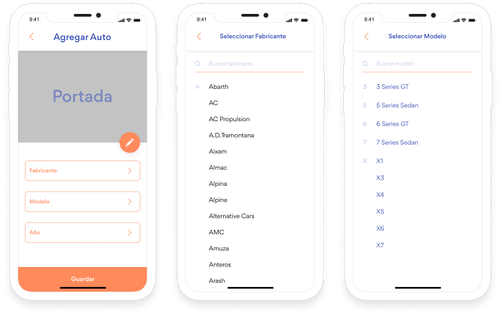 9:41
Agregar Auto
Portada
Fabricante
Modelo
Año
Guardar
9:41
Seleccionar Fabricante
Buscar fabricante
A
Abarth
AC
AC Propulsion
A.D.Tramontana
Aixam
Almac
Alpina
Alpine
Alternative Cars
AMC
Amuza
Anteros
Arash
9:41
Seleccionar Modelo
Buscar modelo
3
3 Series GT
5
5 Series Sedan
6
6 Series GT
7
7 Series Sedan
X
X1
X3
X4
X5
X6
X7